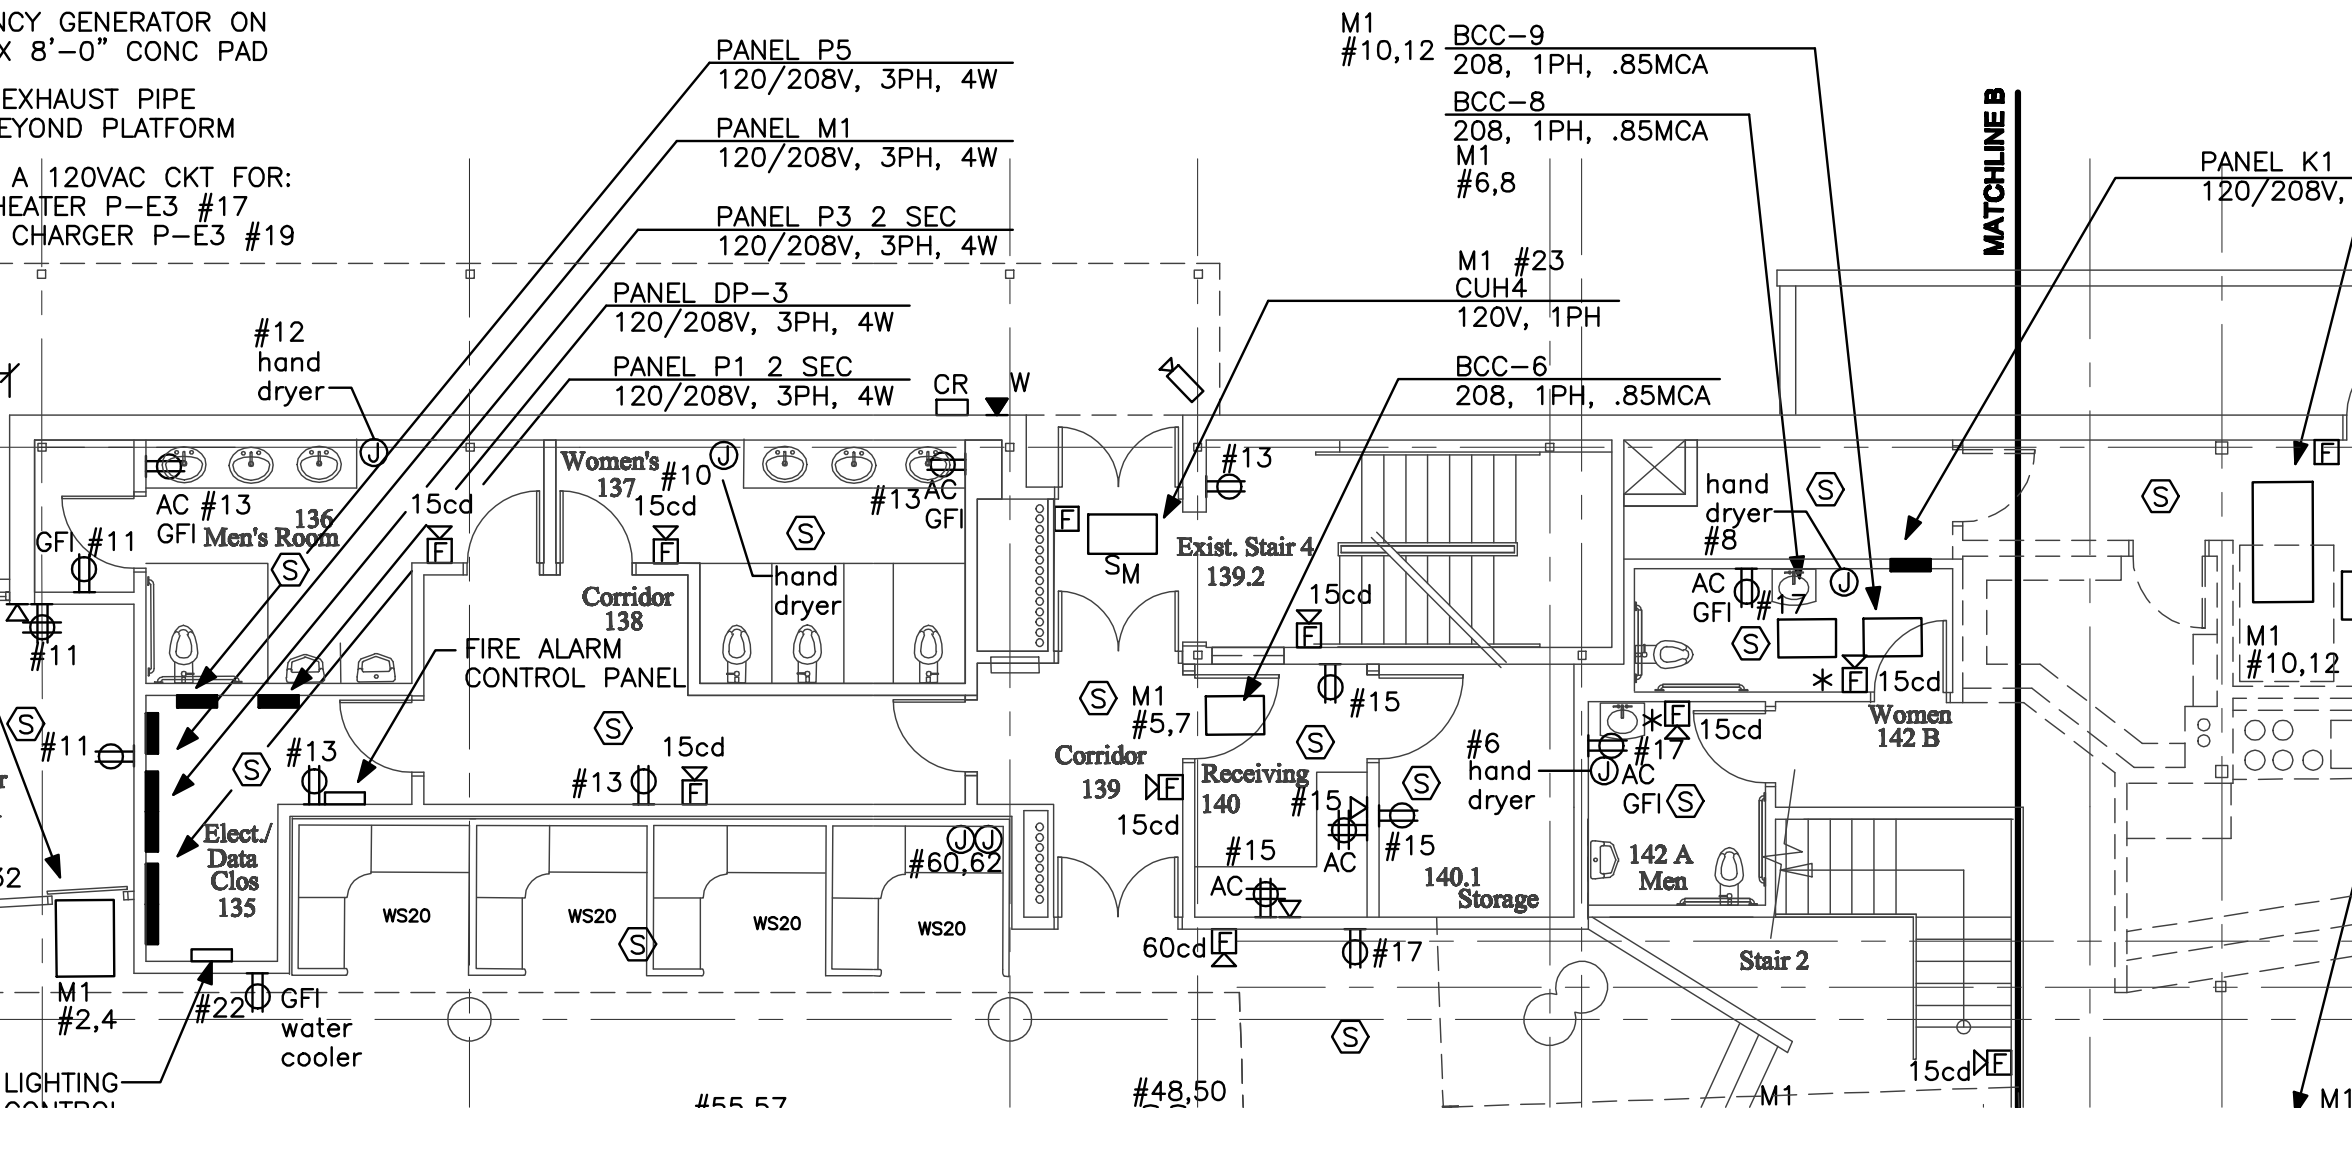 NCY GENERATOR ON
X 8'-0" CONC PAD
EXHAUST PIPE
EYOND PLATFORM
A 120VAC CKT FOR:
HEATER P-E3 #17
CHARGER P-E3 #19
PANEL P5
120/208V, 3PH, 4W
PANEL M1
120/208V, 3PH, 4W
PANEL P3 2 SEC
120/208V, 3PH, 4W
PANEL DP-3
120/208V, 3PH, 4W
PANEL P1 2 SEC
120/208V, 3PH, 4W
M1
#10,12
BCC-9
208, 1PH, .85MCA
BCC-8
208, 1PH, .85MCA
M1
#6,8
M1 #23
CUH4
120V, 1PH
BCC-6
208, 1PH, .85MCA
MATCHLINE B
PANEL K1
120/208V,
#12
hand
dryer
J
CR
W
AC #13
GFI
136
Men's Room
S
GFI #11
#11
S
#11
15cd
F
Women's
137
#10
J
15cd
F
S
#13
AC
GFI
hand
dryer
Corridor
138
FIRE ALARM
CONTROL PANEL
S
#13
S
#13
15cd
F
Elect./
Data
Clos
135
WS20
WS20
WS20
WS20
S
J J
#60,62
32
M1
#2,4
#22
GFI
water
cooler
LIGHTING
CONTROL
#55,57
#48,50
F
SM
#13
Exist. Stair 4
139.2
15cd
F
S
M1
#5,7
Corridor
139
F
15cd
#15
S
Receiving
140
#15
AC
#15
AC
S
#15
140.1
Storage
60cd
F
#17
S
#6
hand
dryer
J
hand
dryer
#8
S
J
AC
GFI
#17
S
* F 15cd
Women
142 B
* F
15cd
#17
AC
GFI
S
142 A
Men
Stair 2
15cd
F
M1
S
F
M1
#10,12
M1